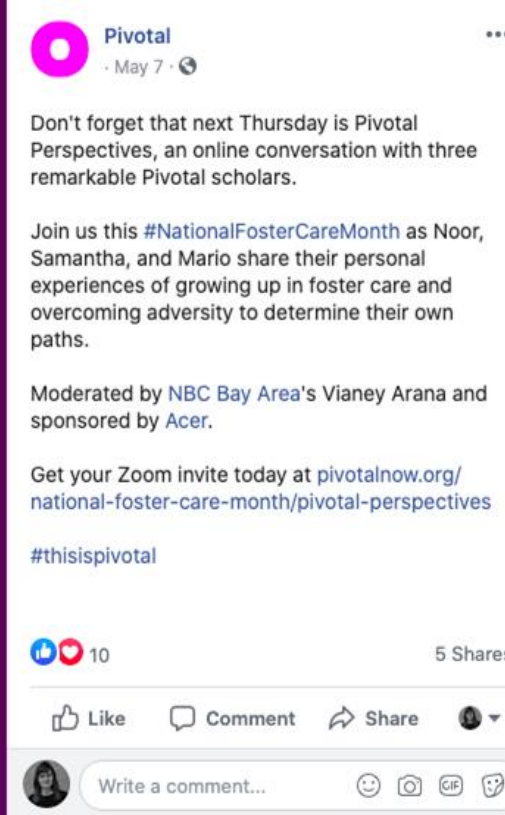 Pivotal
· May 7 ·
Don't forget that next Thursday is Pivotal
Perspectives, an online conversation with three
remarkable Pivotal scholars.
Join us this #NationalFosterCareMonth as Noor,
Samantha, and Mario share their personal
experiences of growing up in foster care and
overcoming adversity to determine their own
paths.
Moderated by NBC Bay Area's Vianey Arana and
sponsored by Acer.
Get your Zoom invite today at pivotalnow.org/
national-foster-care-month/pivotal-perspectives
#thisispivotal
10 5 Shares
Like Comment Share
Write a comment... GIF